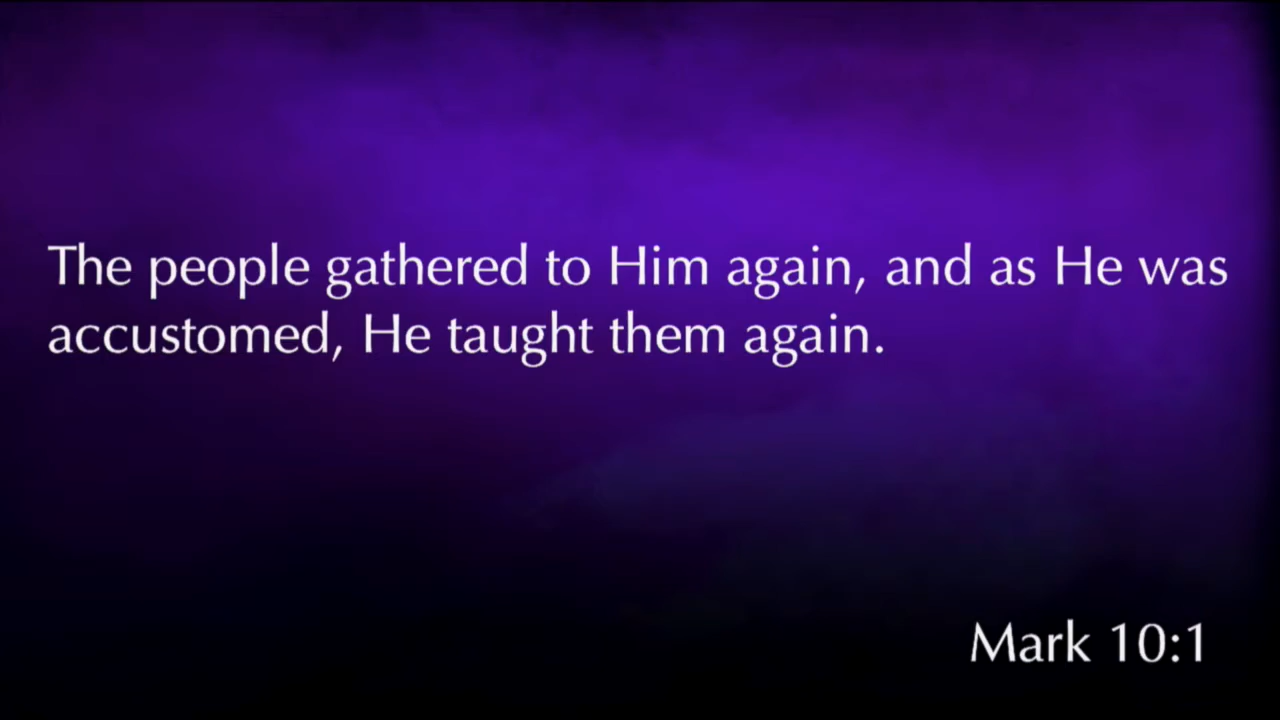 The people gathered to Him again, and as He was
accustomed, He taught them again.
Mark 10:1